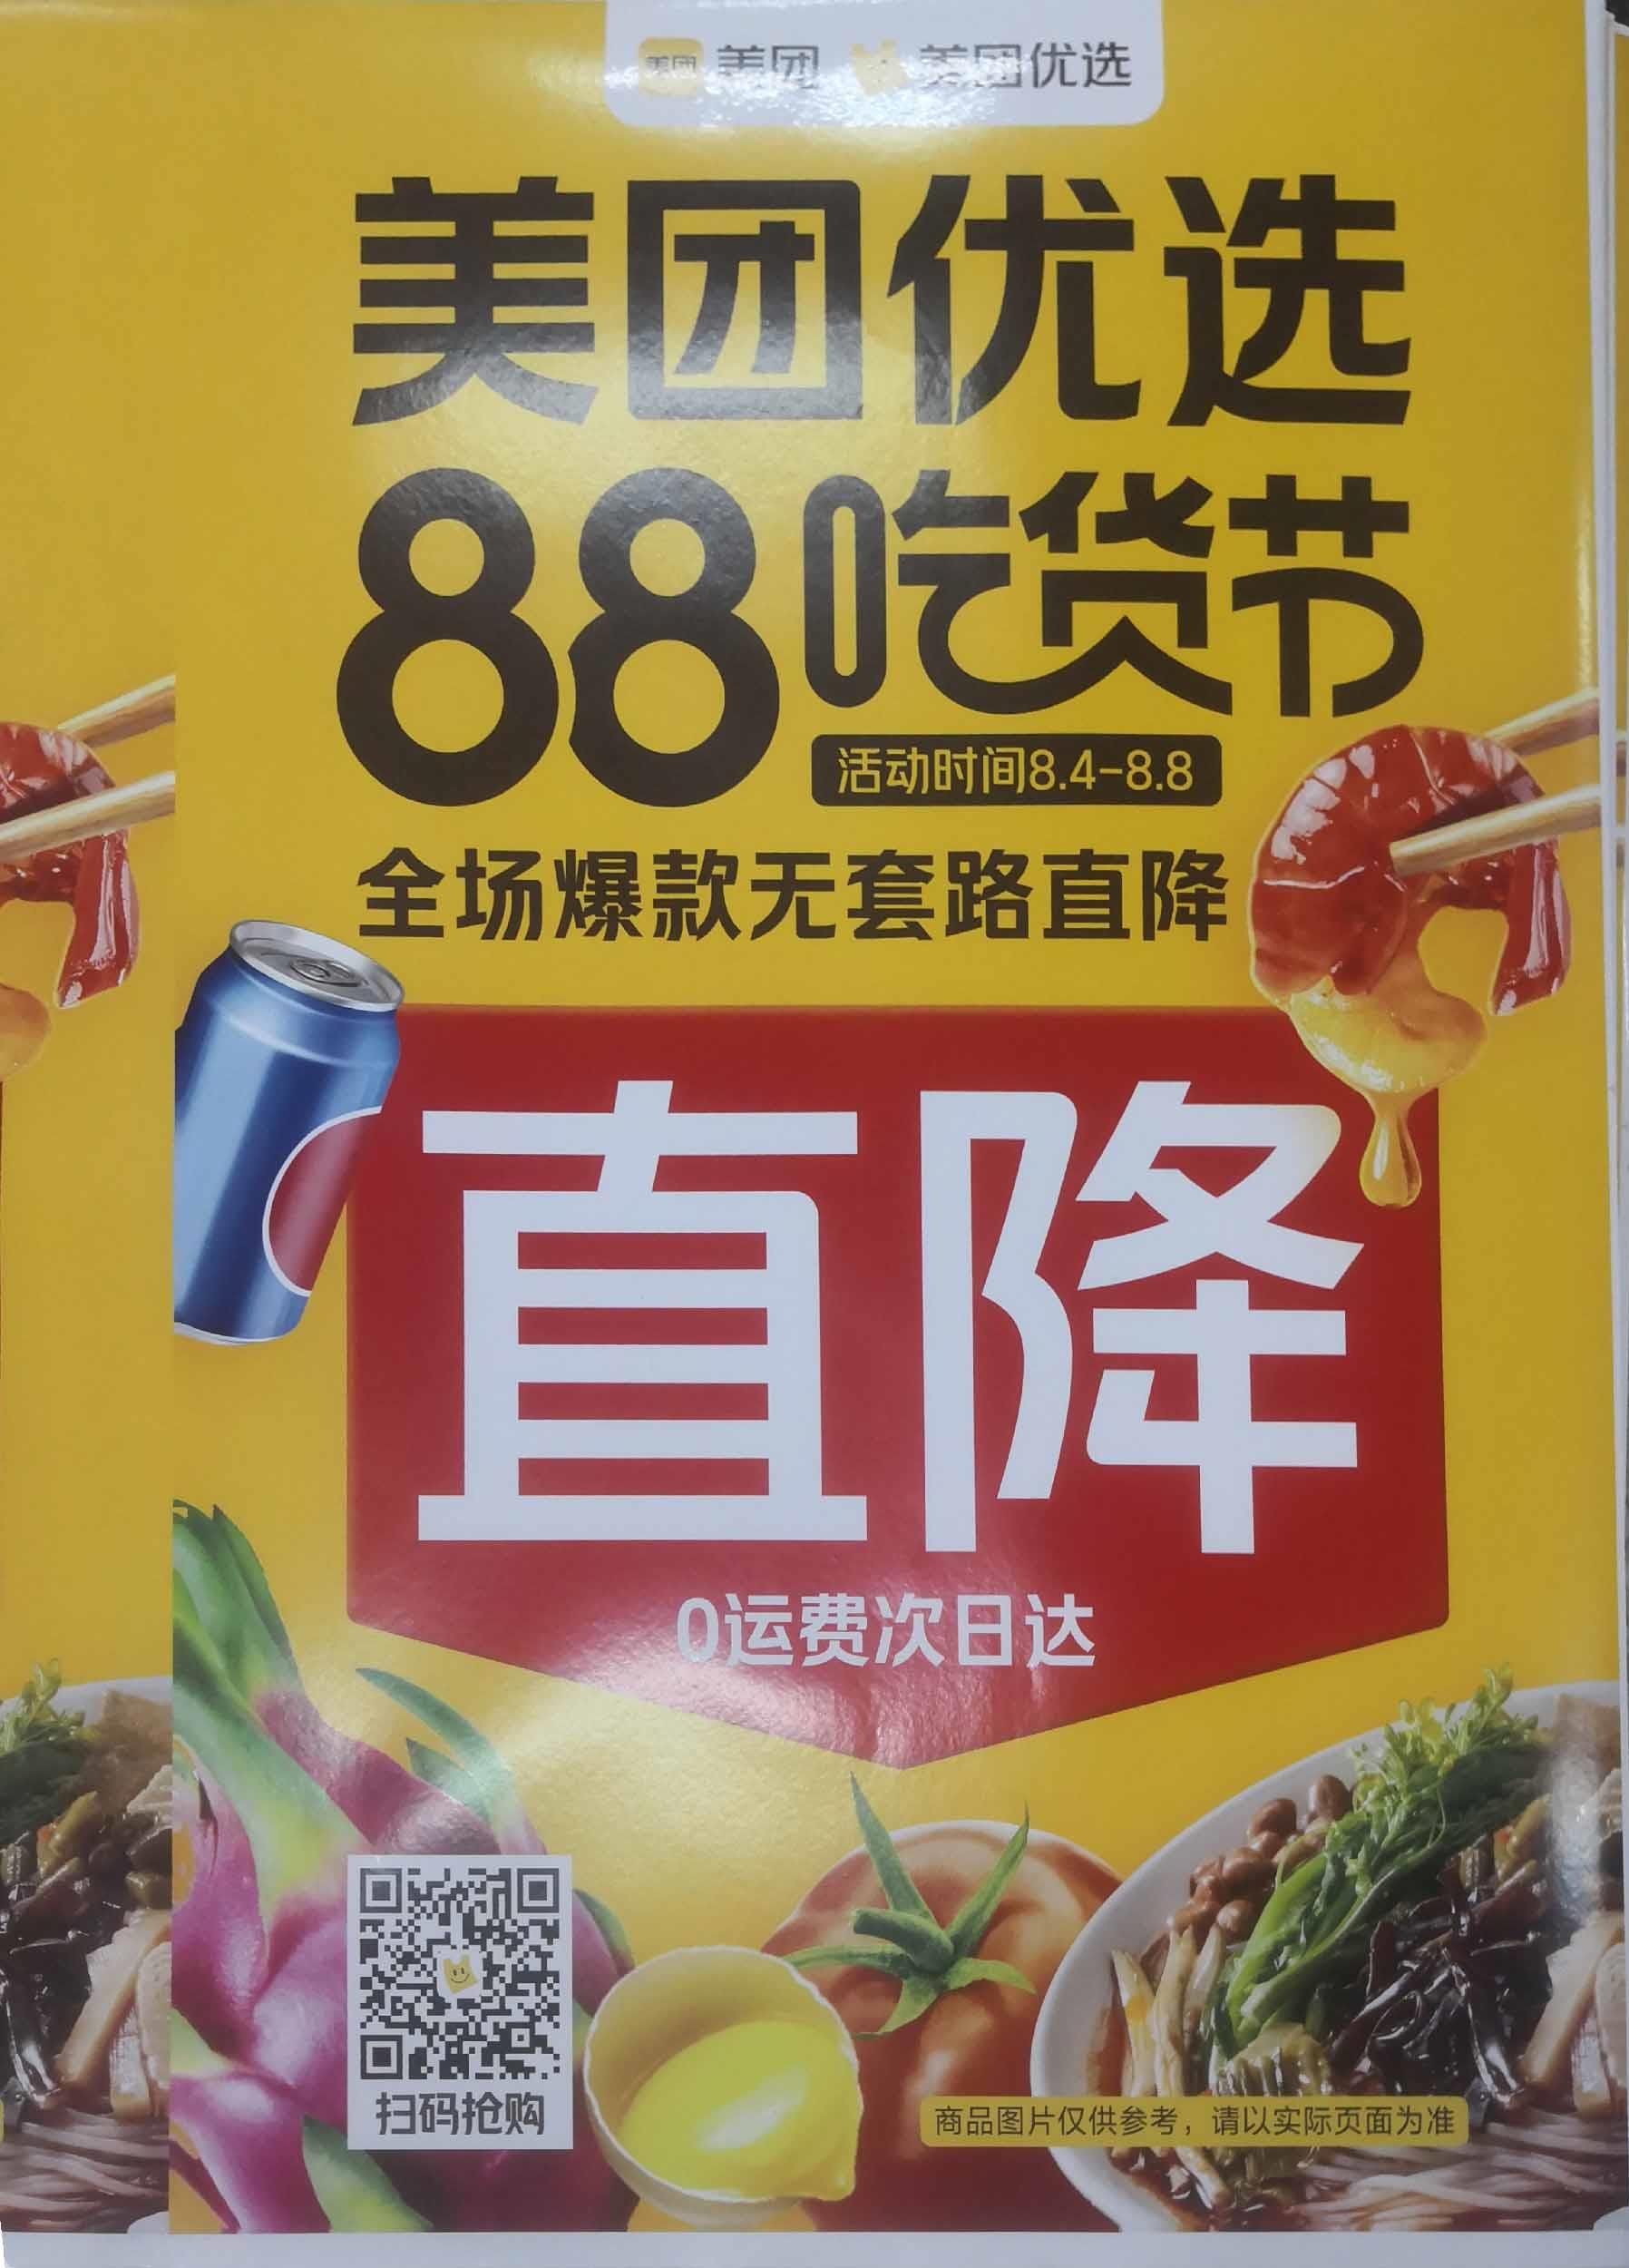 美团 美团 美团优选
美团优选
88吃货节
活动时间8.4-8.8
全场爆款无套路直降
直降
0运费次日达
扫码抢购
商品图片仅供参考，请以实际页面为准